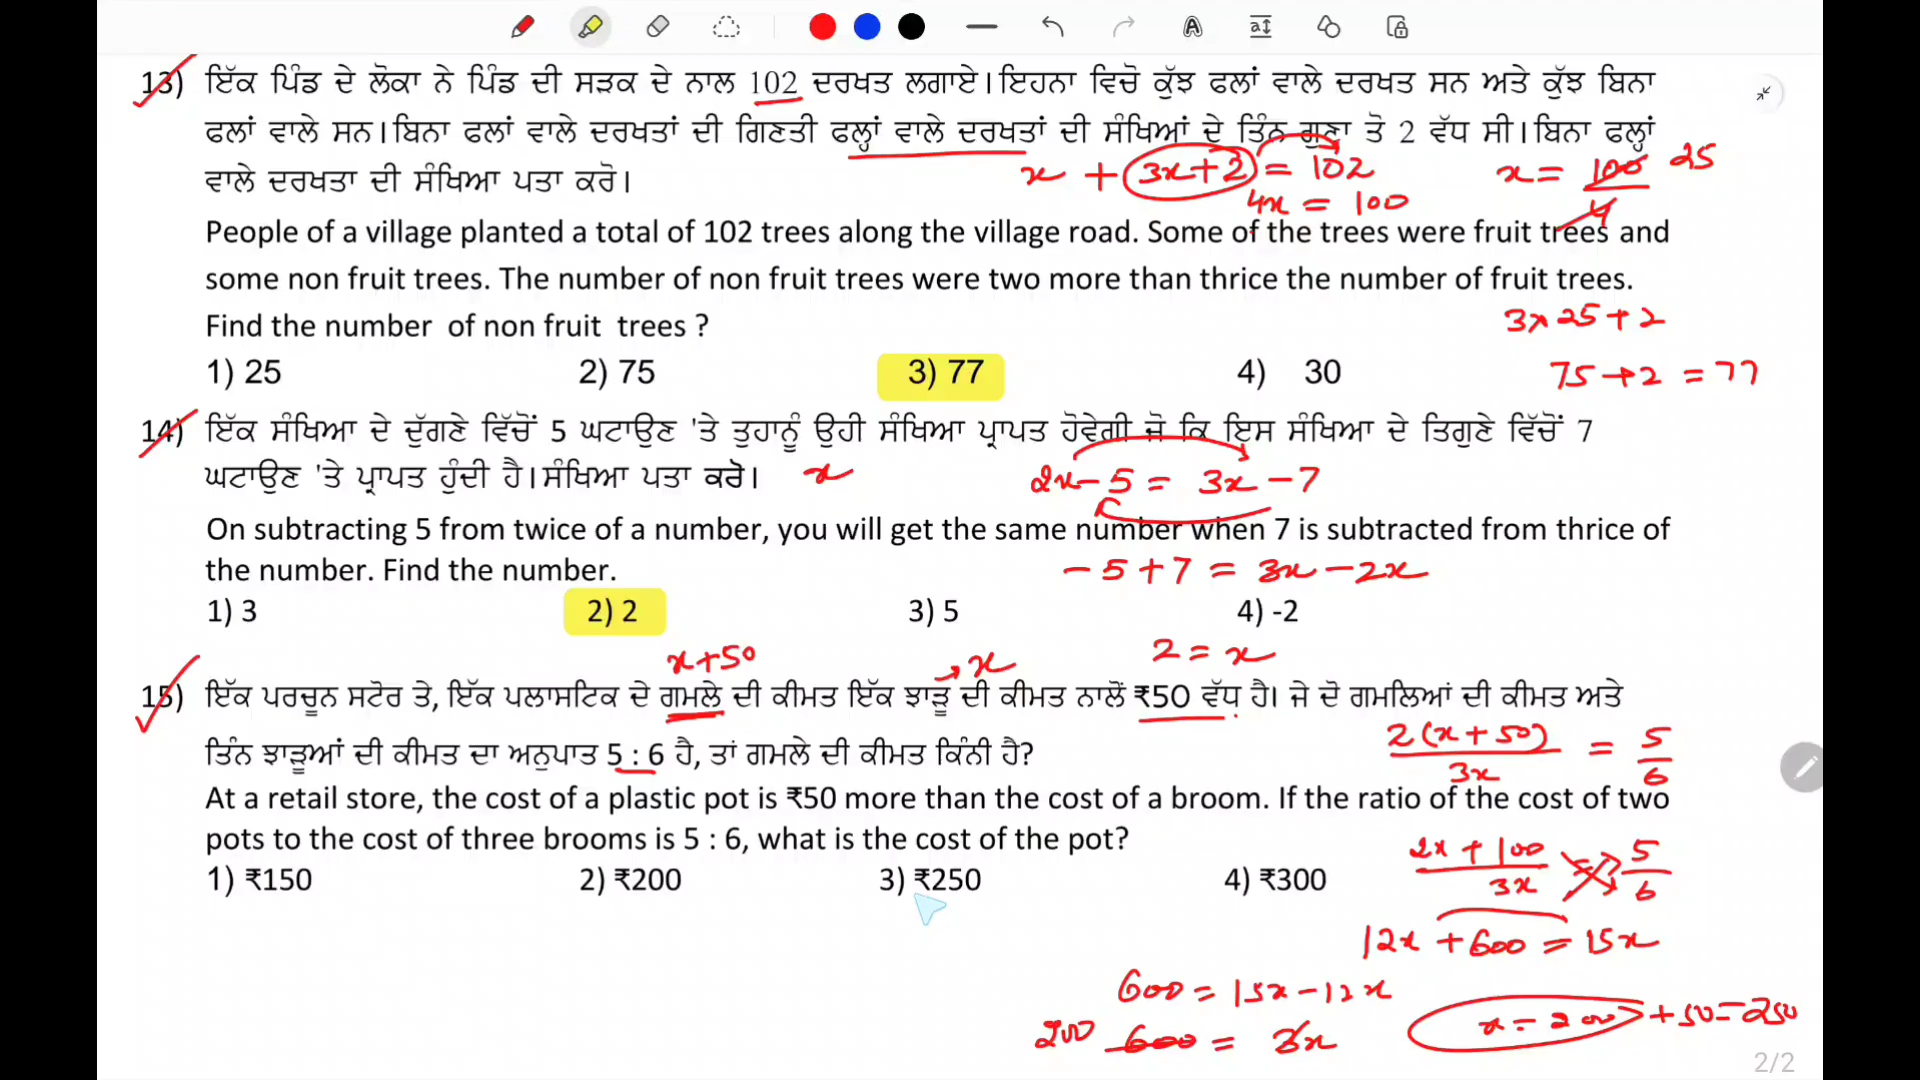 13) ਇੱਕ ਪਿੰਡ ਦੇ ਲੋਕਾ ਨੇ ਪਿੰਡ ਦੀ ਸੜਕ ਦੇ ਨਾਲ 102 ਦਰਖਤ ਲਗਾਏ। ਇਹਨਾ ਵਿਚੋ ਕੁੱਝ ਫਲਾਂ ਵਾਲੇ ਦਰਖਤ ਸਨ ਅਤੇ ਕੁੱਝ ਬਿਨਾ
ਫਲਾਂ ਵਾਲੇ ਸਨ। ਬਿਨਾ ਫਲਾਂ ਵਾਲੇ ਦਰਖਤਾਂ ਦੀ ਗਿਣਤੀ ਫਲ੍ਹਾਂ ਵਾਲੇ ਦਰਖਤਾਂ ਦੀ ਸੰਖਿਆਂ ਦੇ ਤਿੰਨ ਗੁਣਾ ਤੋ 2 ਵੱਧ ਸੀ। ਬਿਨਾ ਫਲ੍ਹਾਂ
ਵਾਲੇ ਦਰਖਤਾ ਦੀ ਸੰਖਿਆ ਪਤਾ ਕਰੋ।
x + 3x+2 = 102
x = 100 25
4
4x = 100
People of a village planted a total of 102 trees along the village road. Some of the trees were fruit trees and
some non fruit trees. The number of non fruit trees were two more than thrice the number of fruit trees.
Find the number of non fruit trees ?
3x25+2
1) 25 2) 75 3) 77 4) 30
75+2 = 77
14) ਇੱਕ ਸੰਖਿਆ ਦੇ ਦੁੱਗਣੇ ਵਿੱਚੋਂ 5 ਘਟਾਉਣ 'ਤੇ ਤੁਹਾਨੂੰ ਉਹੀ ਸੰਖਿਆ ਪ੍ਰਾਪਤ ਹੋਵੇਗੀ ਜੋ ਕਿ ਇਸ ਸੰਖਿਆ ਦੇ ਤਿਗੁਣੇ ਵਿੱਚੋਂ 7
ਘਟਾਉਣ 'ਤੇ ਪ੍ਰਾਪਤ ਹੁੰਦੀ ਹੈ। ਸੰਖਿਆ ਪਤਾ ਕਰੋ।
x
2x-5 = 3x-7
On subtracting 5 from twice of a number, you will get the same number when 7 is subtracted from thrice of
the number. Find the number.
-5+7 = 3x-2x
1) 3 2) 2 3) 5 4) -2
2 = x
x+50
x
15) ਇੱਕ ਪਰਚੂਨ ਸਟੋਰ ਤੇ, ਇੱਕ ਪਲਾਸਟਿਕ ਦੇ ਗਮਲੇ ਦੀ ਕੀਮਤ ਇੱਕ ਝਾੜੂ ਦੀ ਕੀਮਤ ਨਾਲੋਂ ₹50 ਵੱਧ ਹੈ। ਜੇ ਦੋ ਗਮਲਿਆਂ ਦੀ ਕੀਮਤ ਅਤੇ
ਤਿੰਨ ਝਾੜੂਆਂ ਦੀ ਕੀਮਤ ਦਾ ਅਨੁਪਾਤ 5 : 6 ਹੈ, ਤਾਂ ਗਮਲੇ ਦੀ ਕੀਮਤ ਕਿੰਨੀ ਹੈ?
2(x+50) = 5
3x 6
At a retail store, the cost of a plastic pot is ₹50 more than the cost of a broom. If the ratio of the cost of two
pots to the cost of three brooms is 5 : 6, what is the cost of the pot?
2x+100 5
3x 6
1) ₹150 2) ₹200 3) ₹250 4) ₹300
12x+600 = 15x
600 = 15x-12x
200 600 = 3x
x = 200 +50=250
2/2